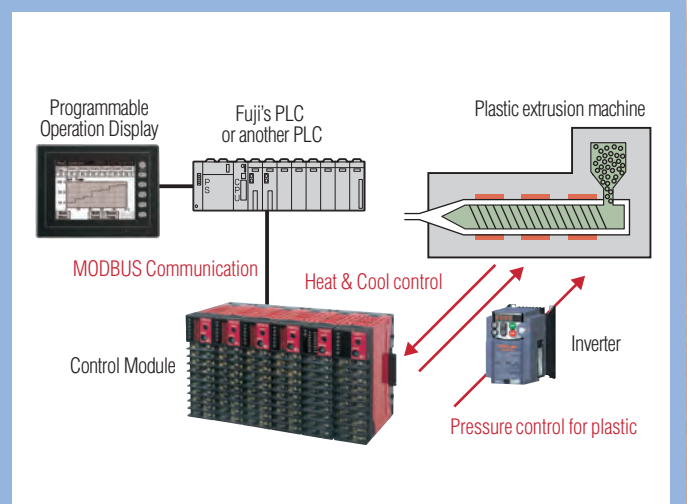 Programmable
Operation Display
Fuji's PLC
or another PLC
Plastic extrusion machine
P
S
C
P
U
MODBUS Communication
Heat & Cool control
Control Module
Inverter
Pressure control for plastic